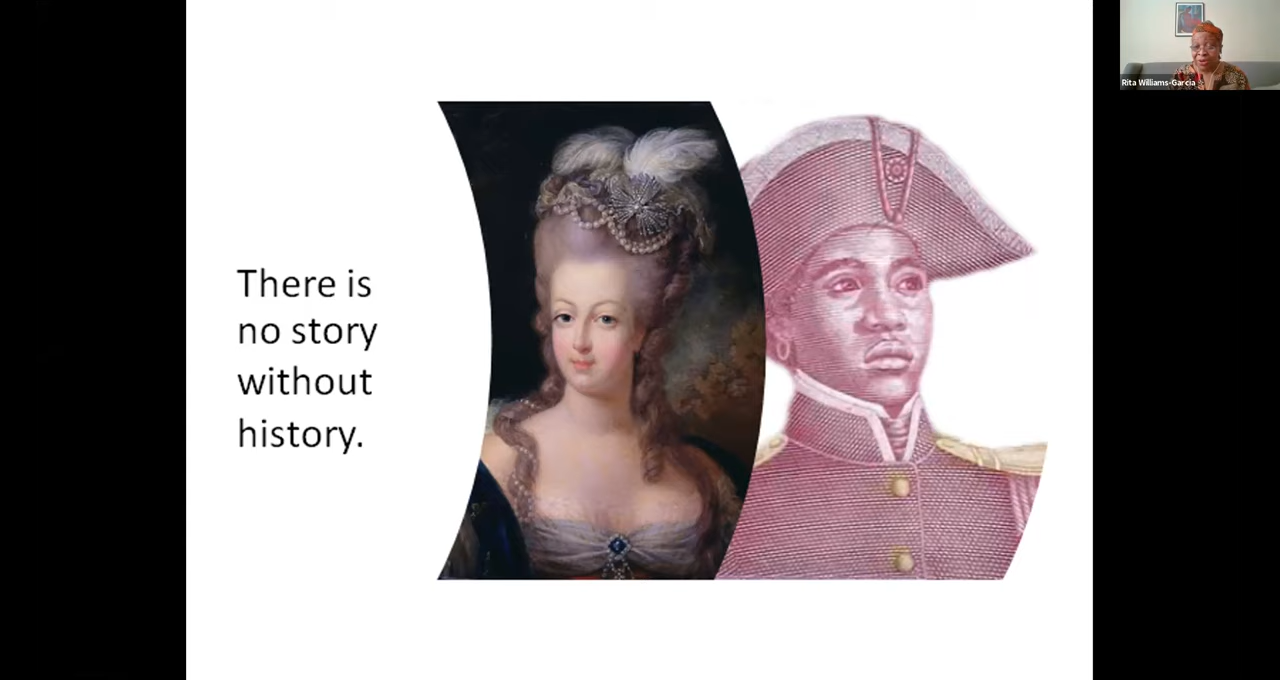 There is
no story
without
history.
Rita Williams-Garcia